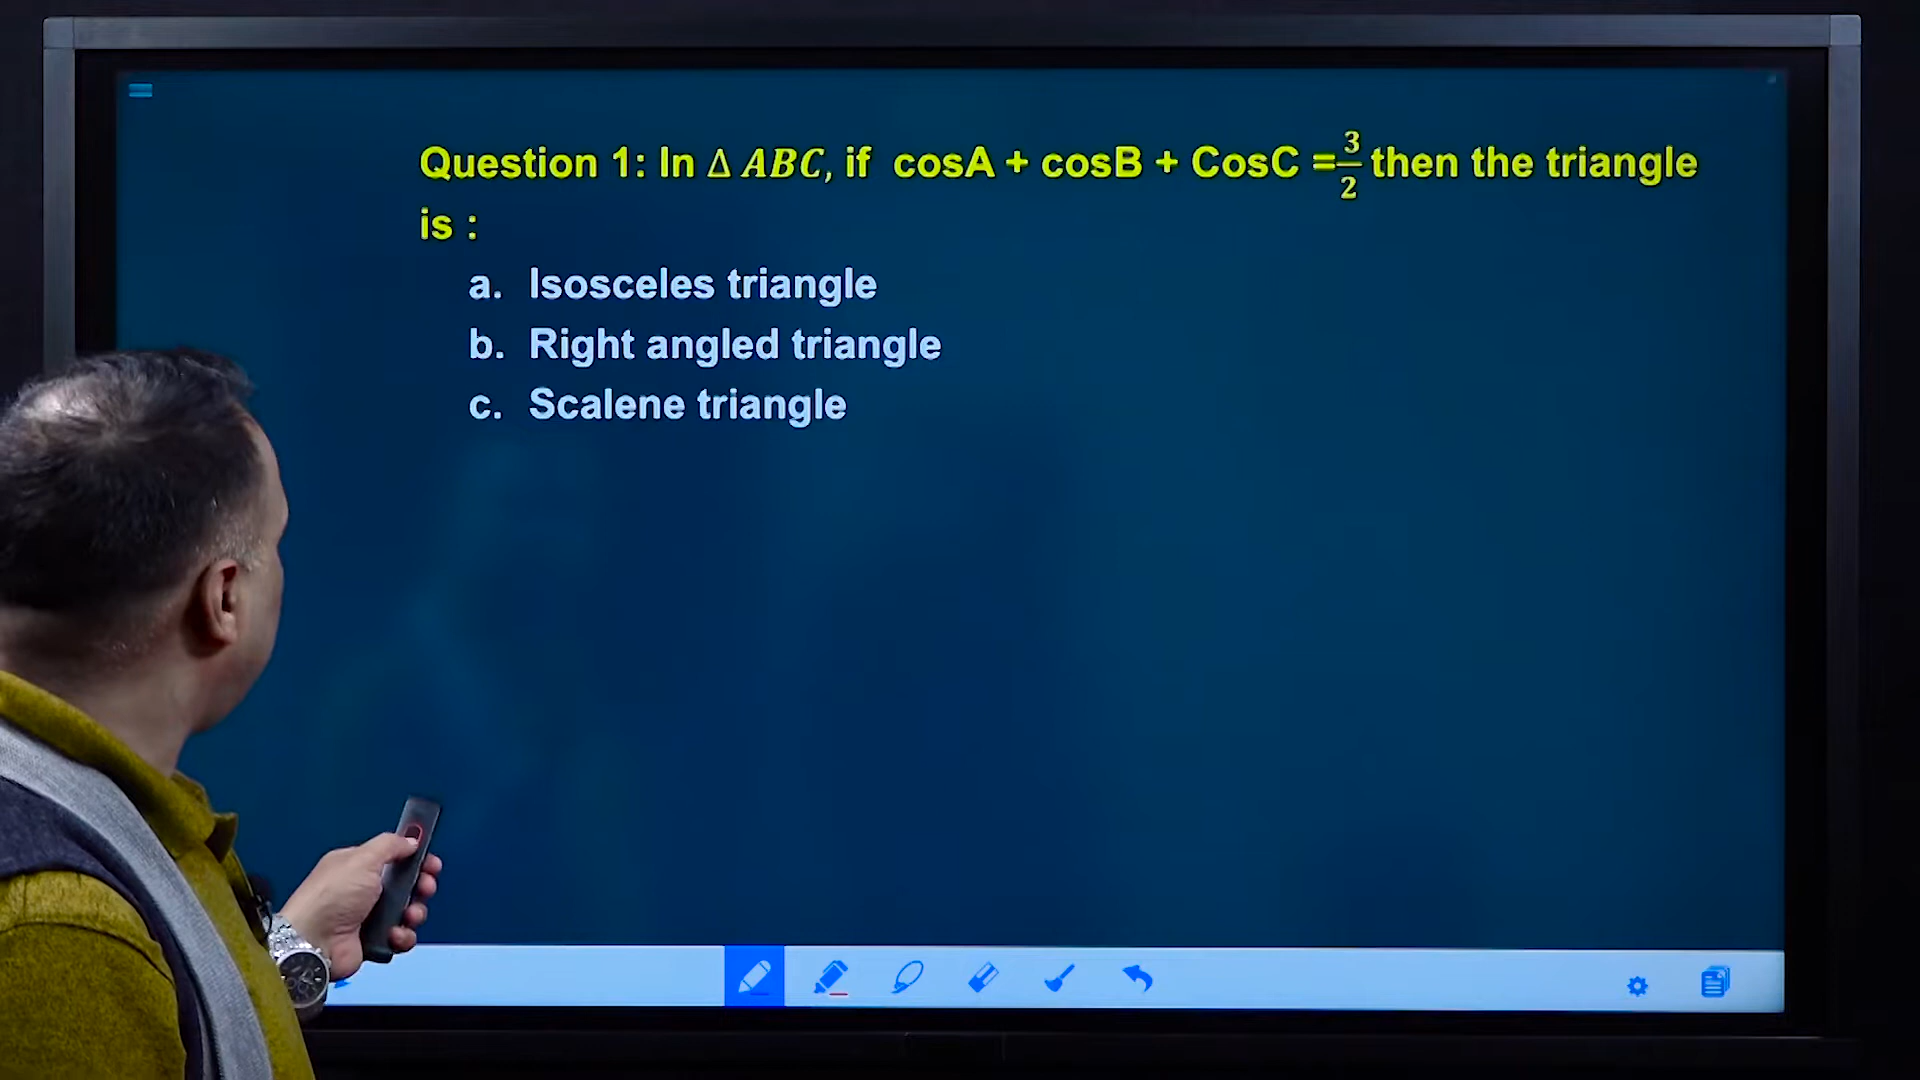 Question 1: In Δ ABC, if cosA + cosB + CosC = 3/2 then the triangle
is :
a. Isosceles triangle
b. Right angled triangle
c. Scalene triangle